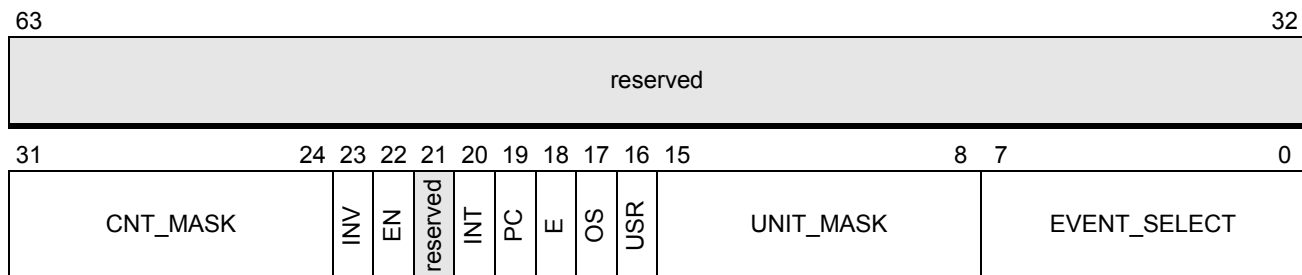 63 32
reserved
31 24 23 22 21 20 19 18 17 16 15 8 7 0
CNT_MASK INV EN reserved INT PC E OS USR UNIT_MASK EVENT_SELECT